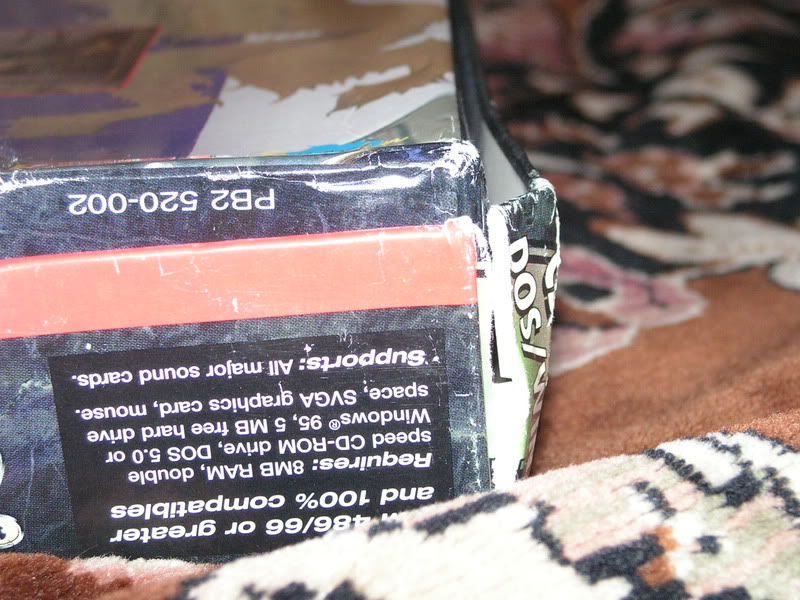 486/66 or greater
and 100% compatibles
Requires: 8MB RAM, double
speed CD-ROM drive, DOS 5.0 or
Windows® 95, 5 MB free hard drive
space, SVGA graphics card, mouse.
Supports: All major sound cards.
PB2 520-002
DOS/